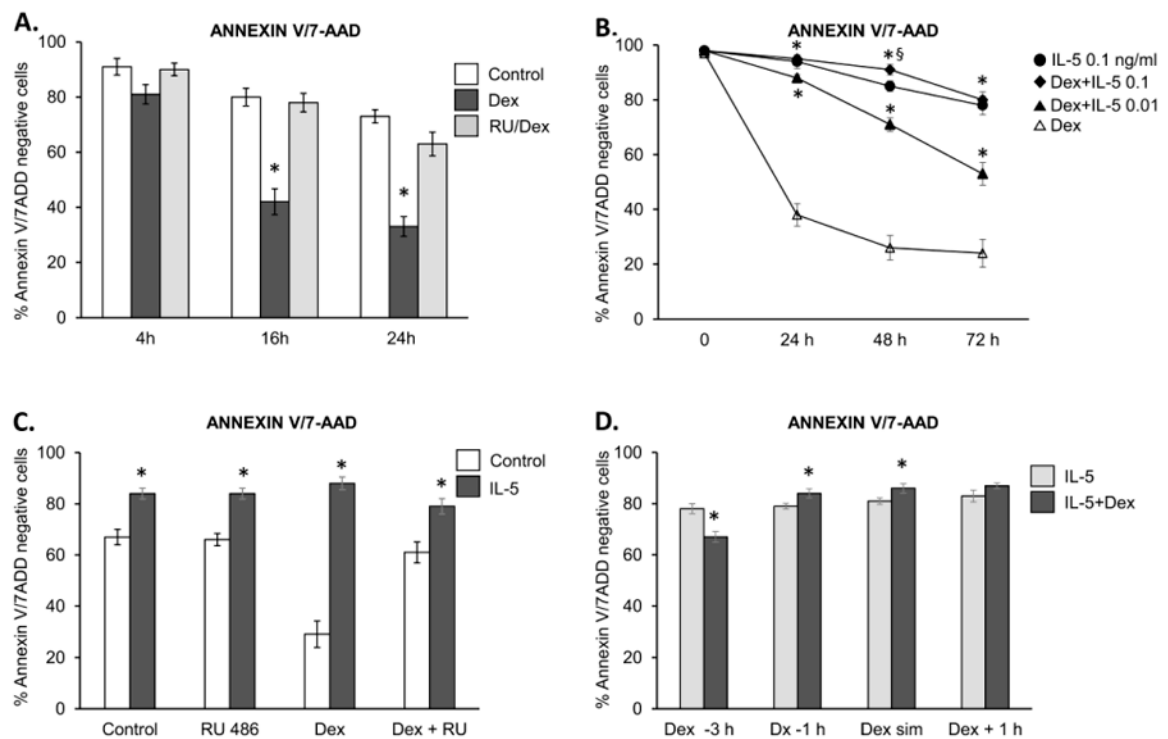 A.
ANNEXIN V/7-AAD
% Annexin V/7ADD negative cells
100
80
60
40
20
0
*
*
4h
16h
24h
Control
Dex
RU/Dex
B.
ANNEXIN V/7-AAD
% Annexin V/7ADD negative cells
100
80
60
40
20
0
*
*§
*
*
*
*
0
24 h
48 h
72 h
IL-5 0.1 ng/ml
Dex+IL-5 0.1
Dex+IL-5 0.01
Dex
C.
ANNEXIN V/7-AAD
% Annexin V/7ADD negative cells
100
80
60
40
20
0
*
*
*
*
Control
RU 486
Dex
Dex + RU
Control
IL-5
D.
ANNEXIN V/7-AAD
% Annexin V/7ADD negative cells
100
80
60
40
20
0
*
*
*
Dex -3 h
Dx -1 h
Dex sim
Dex + 1 h
IL-5
IL-5+Dex